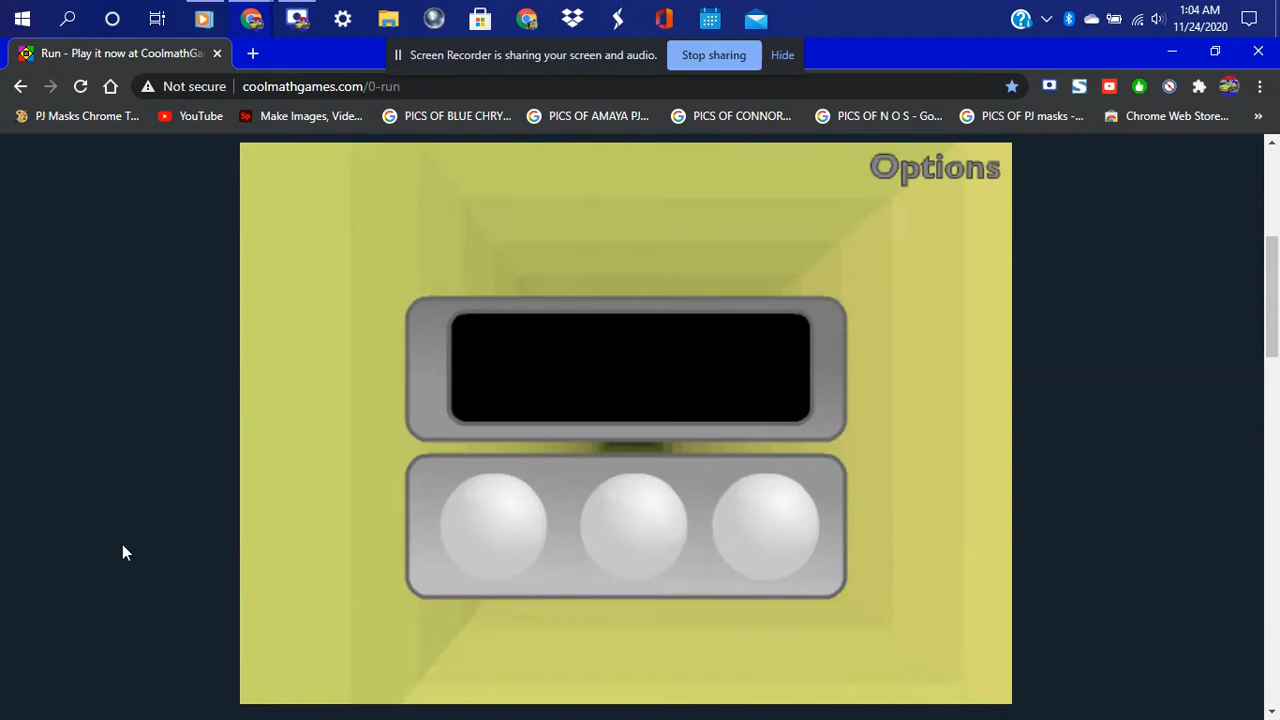 1:04 AM
11/24/2020
Run - Play it now at CoolmathGa
Screen Recorder is sharing your screen and audio.
Stop sharing
Hide
Not secure
coolmathgames.com/0-run
PJ Masks Chrome T...
YouTube
Make Images, Vide...
PICS OF BLUE CHRY...
PICS OF AMAYA PJ...
PICS OF CONNOR...
PICS OF N O S - Go...
PICS OF PJ masks - ...
Chrome Web Store...
Options